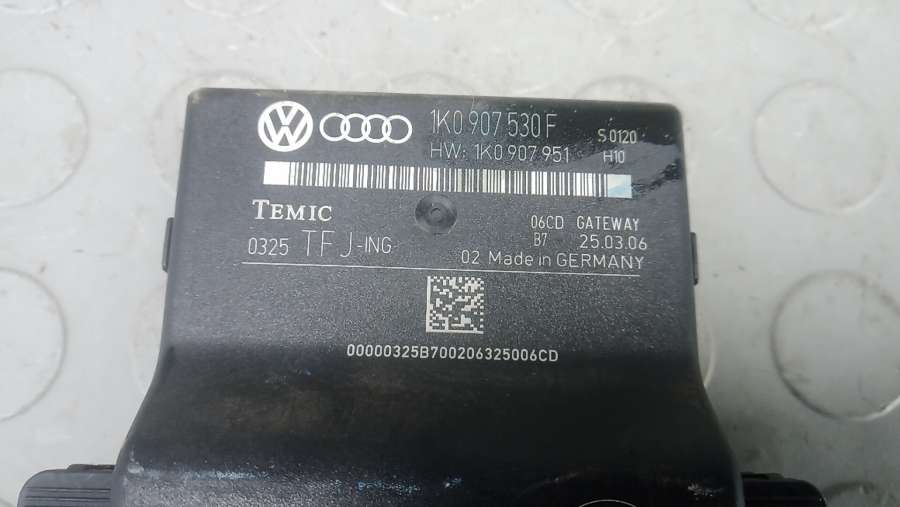 1K0 907 530 F S 0120
HW: 1K0 907 951 H10
TEMIC
06CD GATEWAY
0325 TFJ-ING B7 25.03.06
02 Made in GERMANY
00000325B700206325006CD